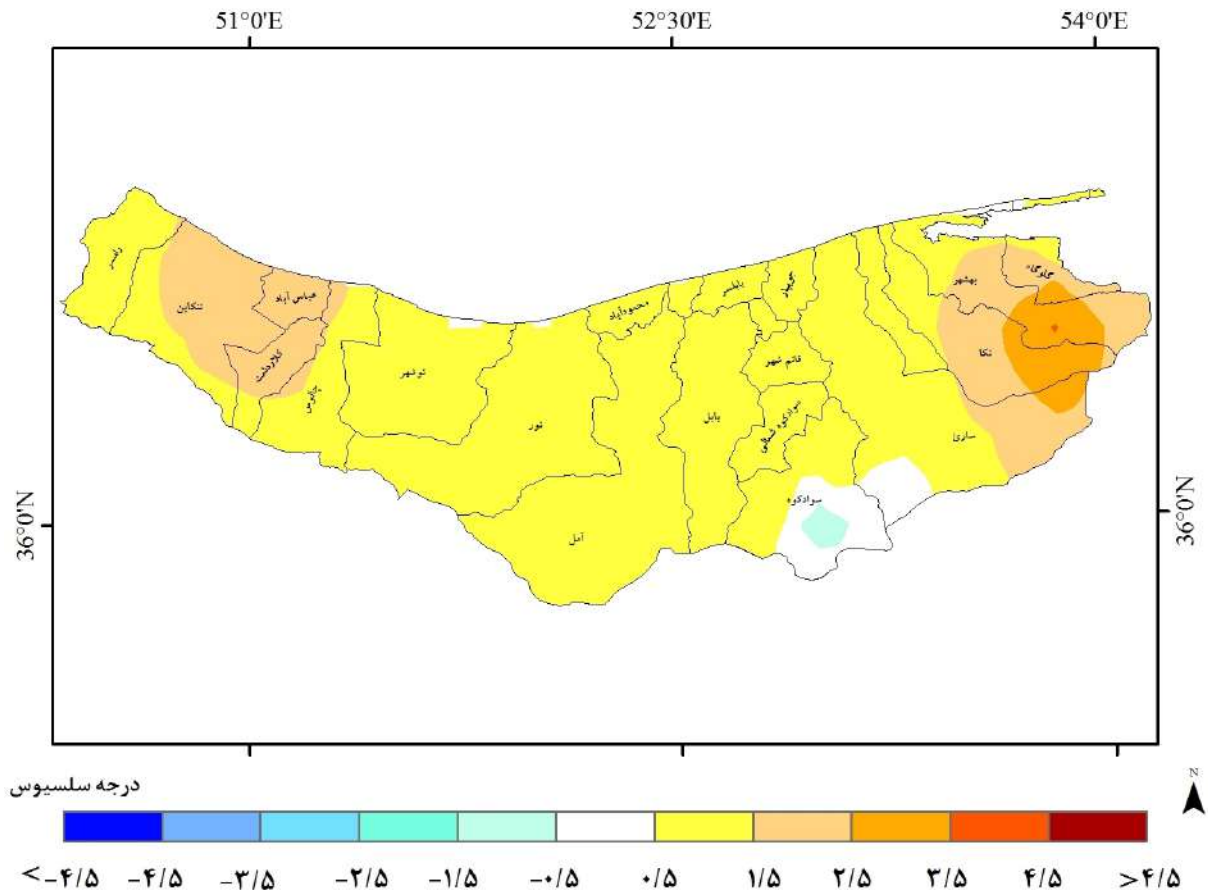 51°0'E 52°30'E 54°0'E
رامسر
تنکابن
عباس آباد
کلاردشت
چالوس
نوشهر
نور
محمودآباد
آمل
بابلسر
بابل
جویبار
قائم شهر
سوادکوه شمالی
سوادکوه
ساری
نکا
بهشهر
گلوگاه
36°0'N 36°0'N
درجه سلسیوس
N
<-۴/۵ -۴/۵ -۳/۵ -۲/۵ -۱/۵ -۰/۵ ۰/۵ ۱/۵ ۲/۵ ۳/۵ ۴/۵ >۴/۵